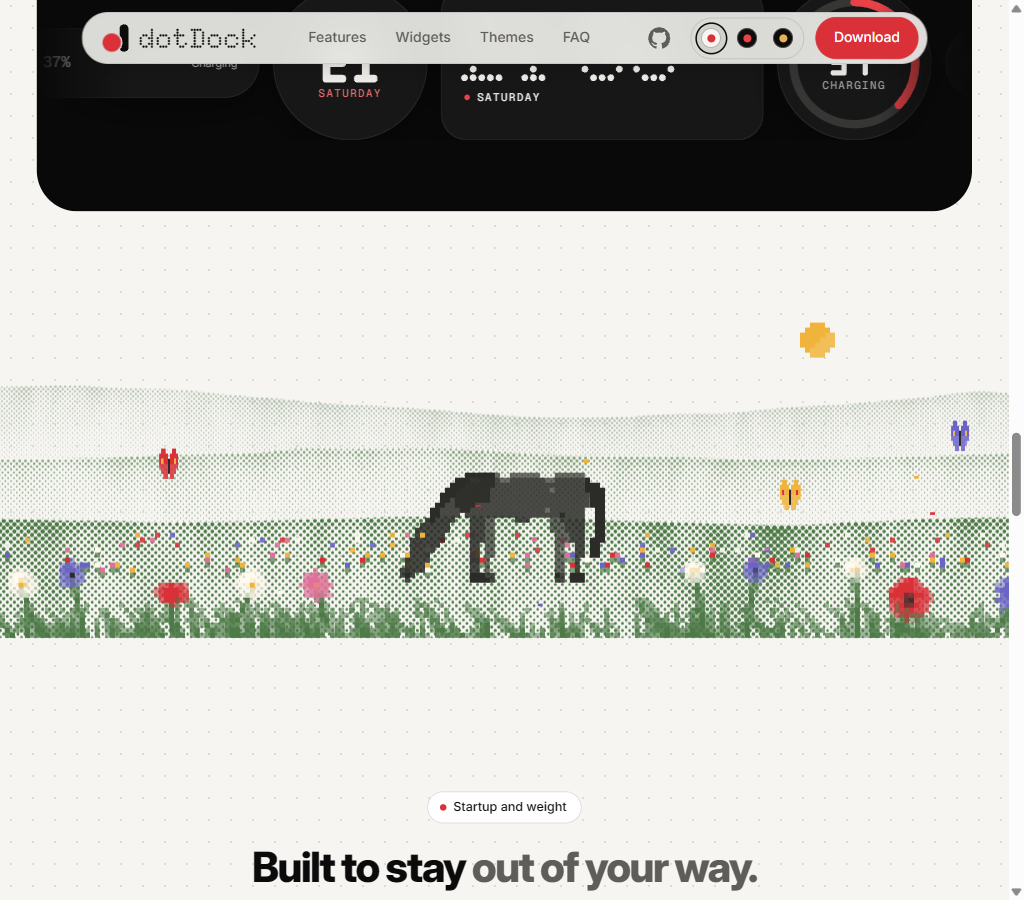 dotDock
Features
Widgets
Themes
FAQ
Download
37%
Charging
21
SATURDAY
SATURDAY
CHARGING
Startup and weight
Built to stay out of your way.